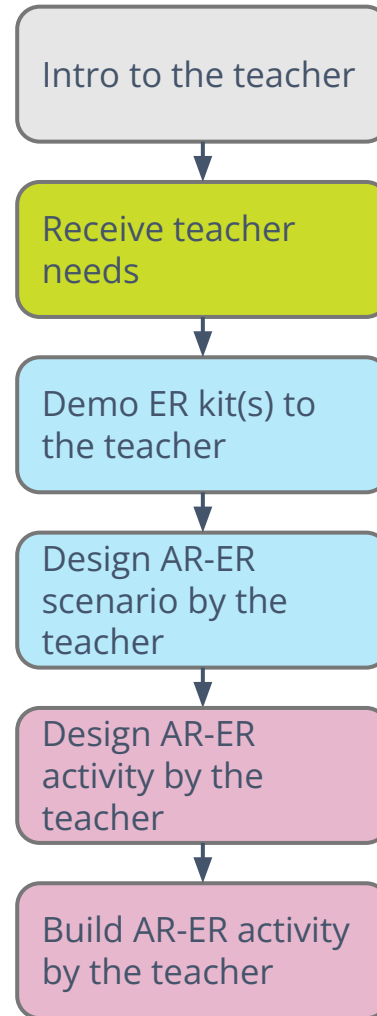 Intro to the teacher
Receive teacher
needs
Demo ER kit(s) to
the teacher
Design AR-ER
scenario by the
teacher
Design AR-ER
activity by the
teacher
Build AR-ER activity
by the teacher